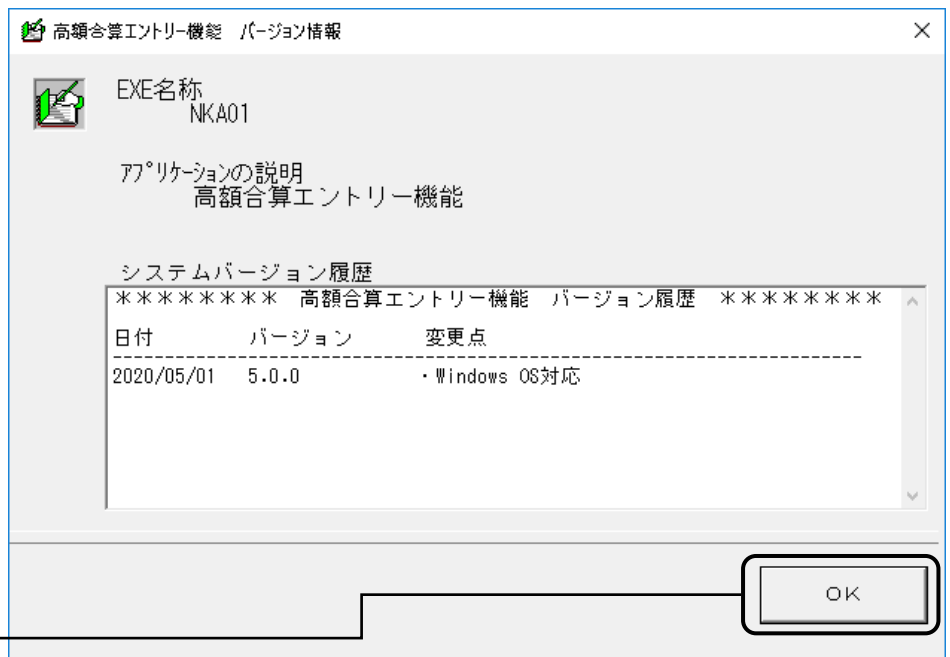 高額合算エントリー機能 バージョン情報
EXE名称
NKA01
アプリケーションの説明
高額合算エントリー機能
システムバージョン履歴
******** 高額合算エントリー機能 バージョン履歴 ********
日付 バージョン 変更点
------------------------------------------------------------------------
2020/05/01 5.0.0 ・Windows OS対応
OK